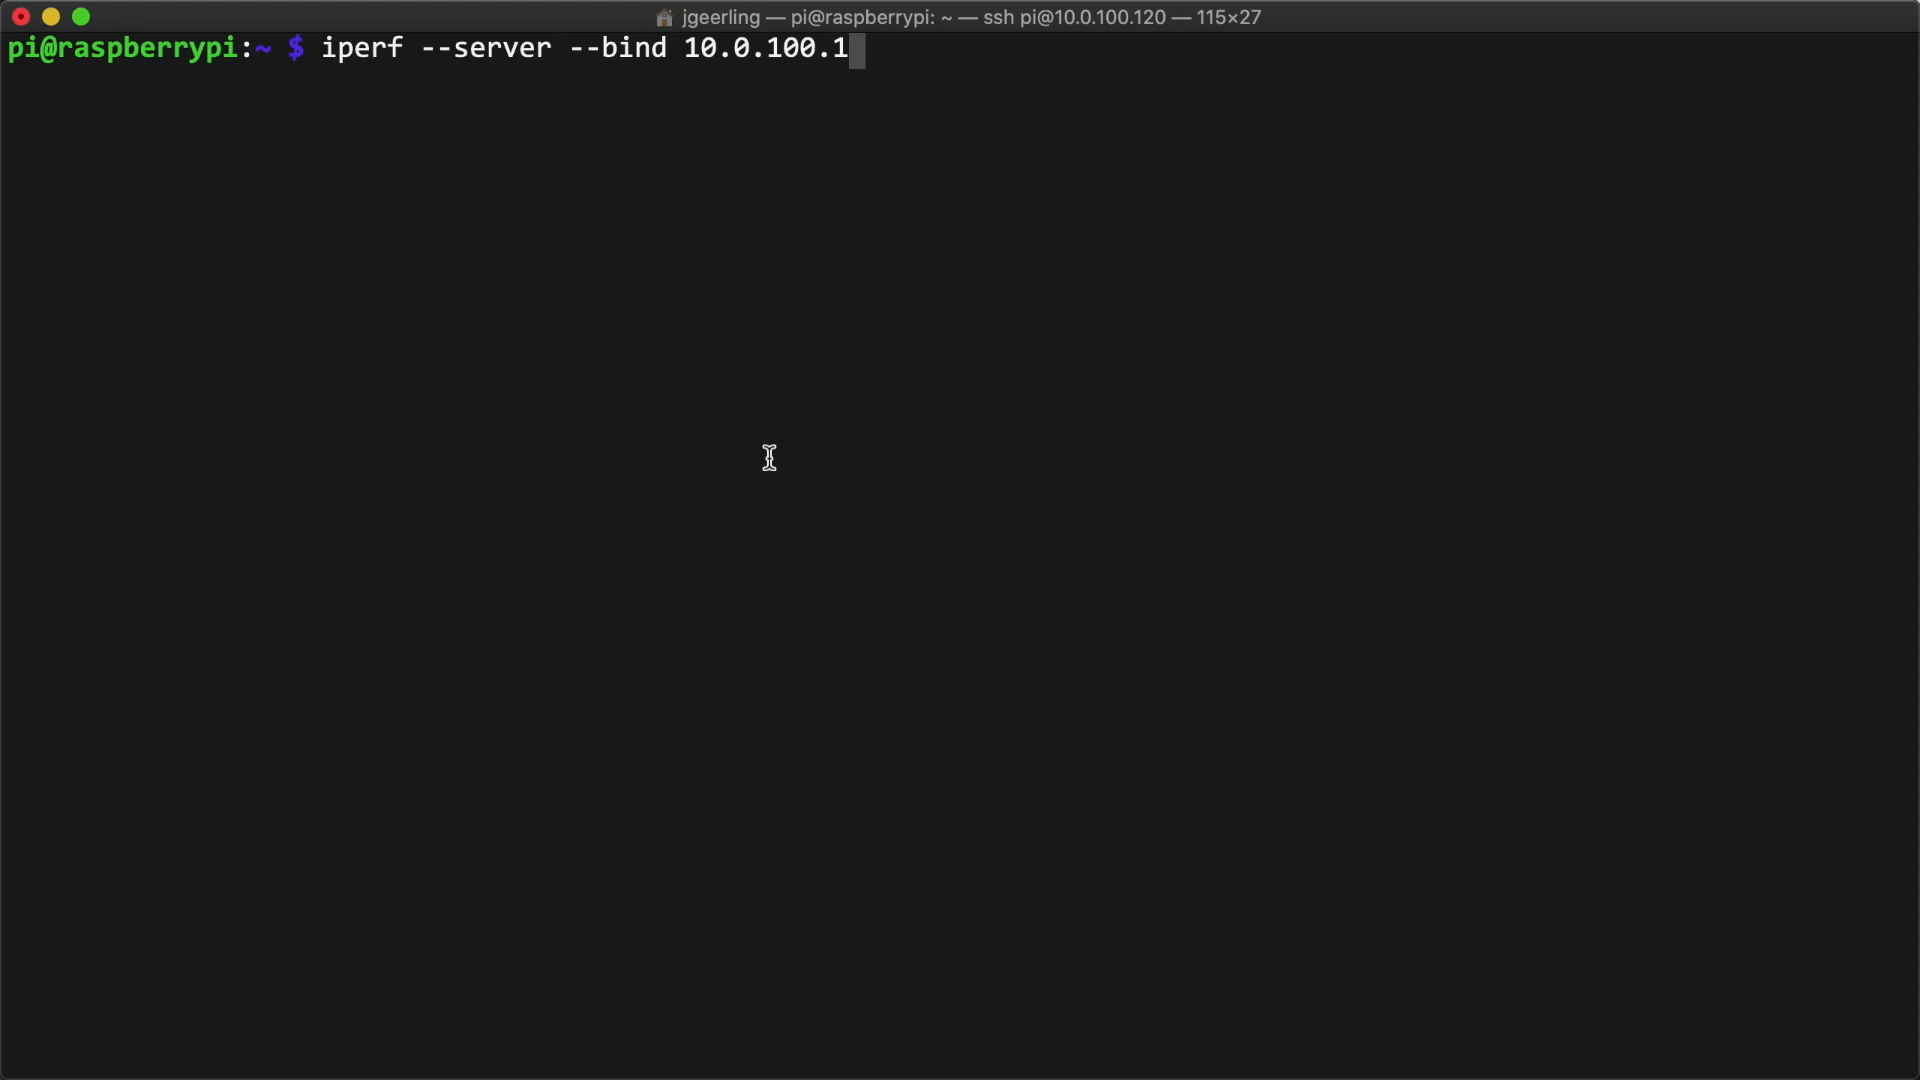 jgeerling — pi@raspberrypi: ~ — ssh pi@10.0.100.120 — 115×27
pi@raspberrypi:~ $ iperf --server --bind 10.0.100.1